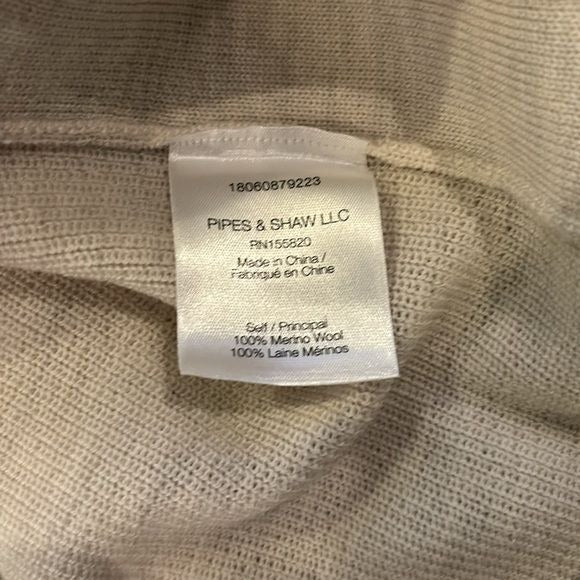 18060879223
PIPES & SHAW LLC
RN155820
Made in China /
Fabriqué en Chine
Self / Principal
100% Merino Wool
100% Laine Mérinos